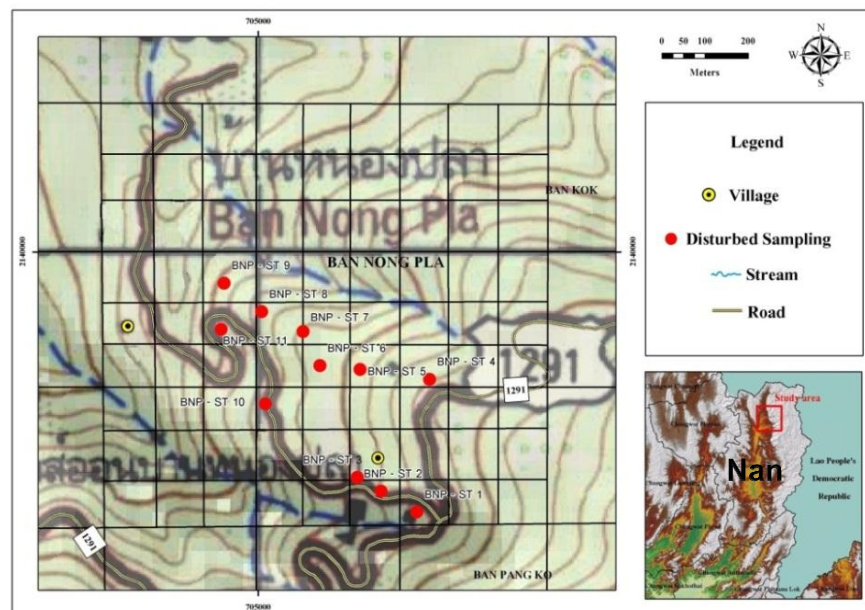 705000
บ้านหนองปลา
BAN KOK
Ban Nong Pla
2140000
2140000
BAN NONG PLA
BNP - ST 9
BNP - ST 8
BNP - ST 7
BNP - ST 11
BNP - ST 6
BNP - ST 4
1291
BNP - ST 5
1291
BNP - ST 10
BNP - ST 3
BNP - ST 2
BNP - ST 1
1291
BAN PANG KO
705000
0 50 100 200
Meters
N
W E
S
Legend
Village
Disturbed Sampling
Stream
Road
Study area
Nan
Lao People's
Democratic
Republic